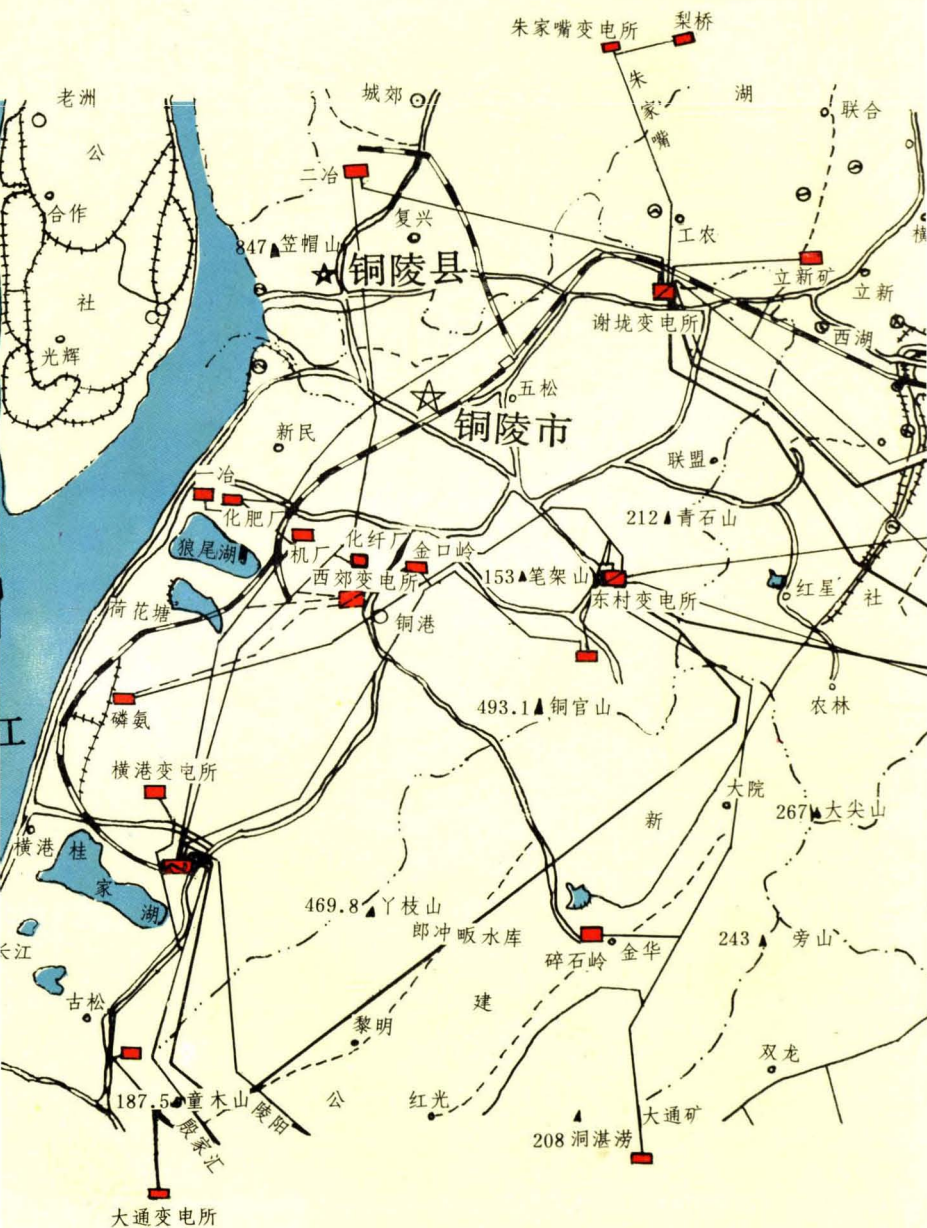 朱家嘴变电所
梨桥
朱家嘴
湖
联合
老洲
公
城郊
二冶
合作
复兴
工农
847 笠帽山
铜陵县
社
立新矿
立新
谢垅变电所
西湖
光辉
五松
铜陵市
新民
联盟
一冶
化肥厂
212 青石山
狼尾湖
机厂
化纤厂
金口岭
西郊变电所
153 笔架山
东村变电所
红星
社
荷花塘
铜港
磷氨
493.1 铜官山
农林
江
横港变电所
大院
267 大尖山
新
横港
桂家湖
469.8 丫枝山
郎冲畈水库
243
旁山
长江
碎石岭
金华
古松
建
黎明
双龙
187.5 童木山
陵阳
公
红光
大通矿
殷家汇
208 洞湛涝
大通变电所